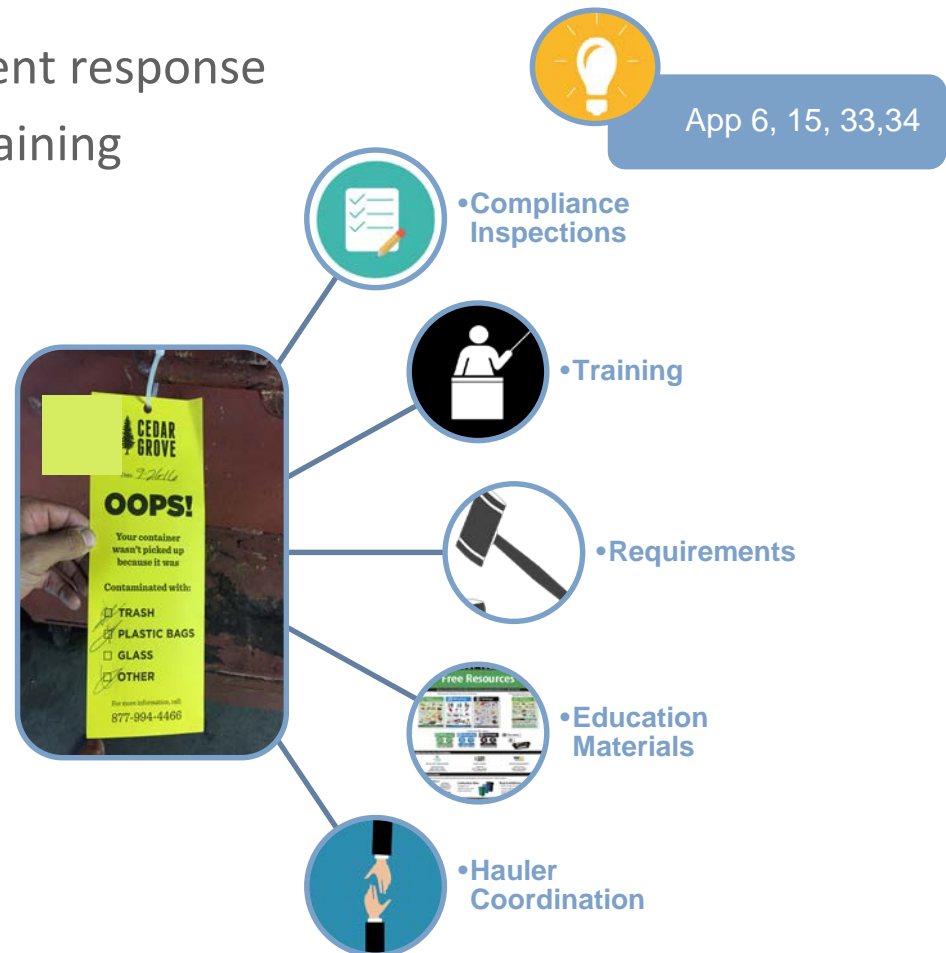 ent response
aining
App 6, 15, 33,34
•Compliance
Inspections
•Training
•Requirements
•Education
Materials
•Hauler
Coordination
CEDAR
GROVE
OOPS!
Your container
wasn't picked up
because it was
Contaminated with:
TRASH
PLASTIC BAGS
GLASS
OTHER
For more information, call:
877-994-4466
Free Resources